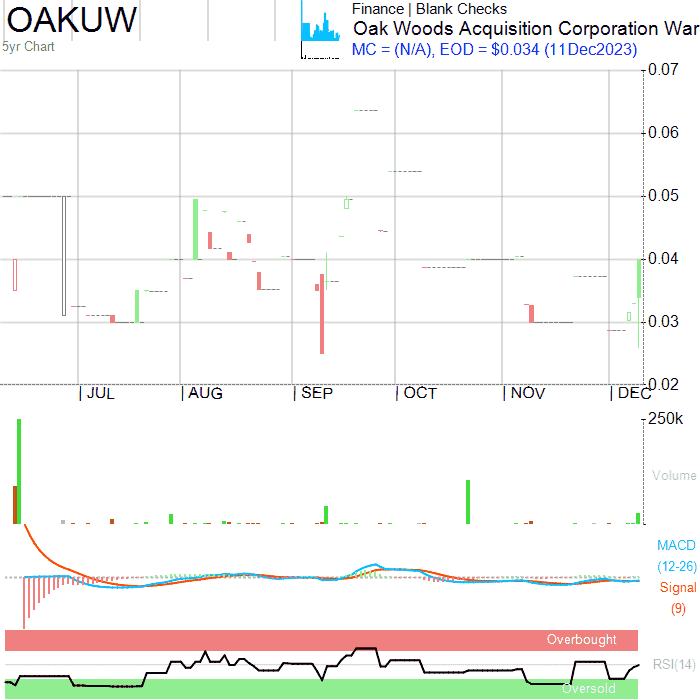 OAKUW
5yr Chart
Finance | Blank Checks
Oak Woods Acquisition Corporation War
MC = (N/A), EOD = $0.034 (11Dec2023)
0.07
0.06
0.05
0.04
0.03
0.02
JUL AUG SEP OCT NOV DEC
250k
Volume
MACD
(12-26)
Signal
(9)
Overbought
RSI(14)
Oversold